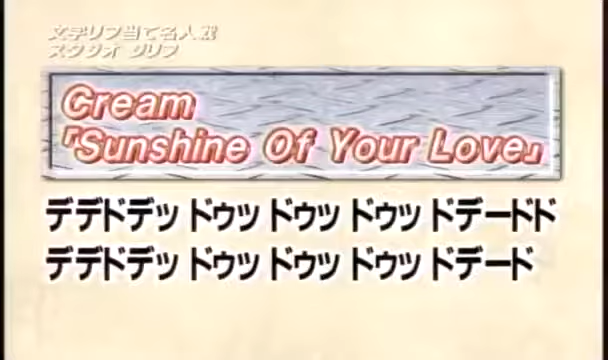 文字リフ当て名人戦
スタジオ グリフ
Cream
「Sunshine Of Your Love」
デデドデッ ドゥッ ドゥッ ドゥッ ドデードド
デデドデッ ドゥッ ドゥッ ドゥッ ドデード